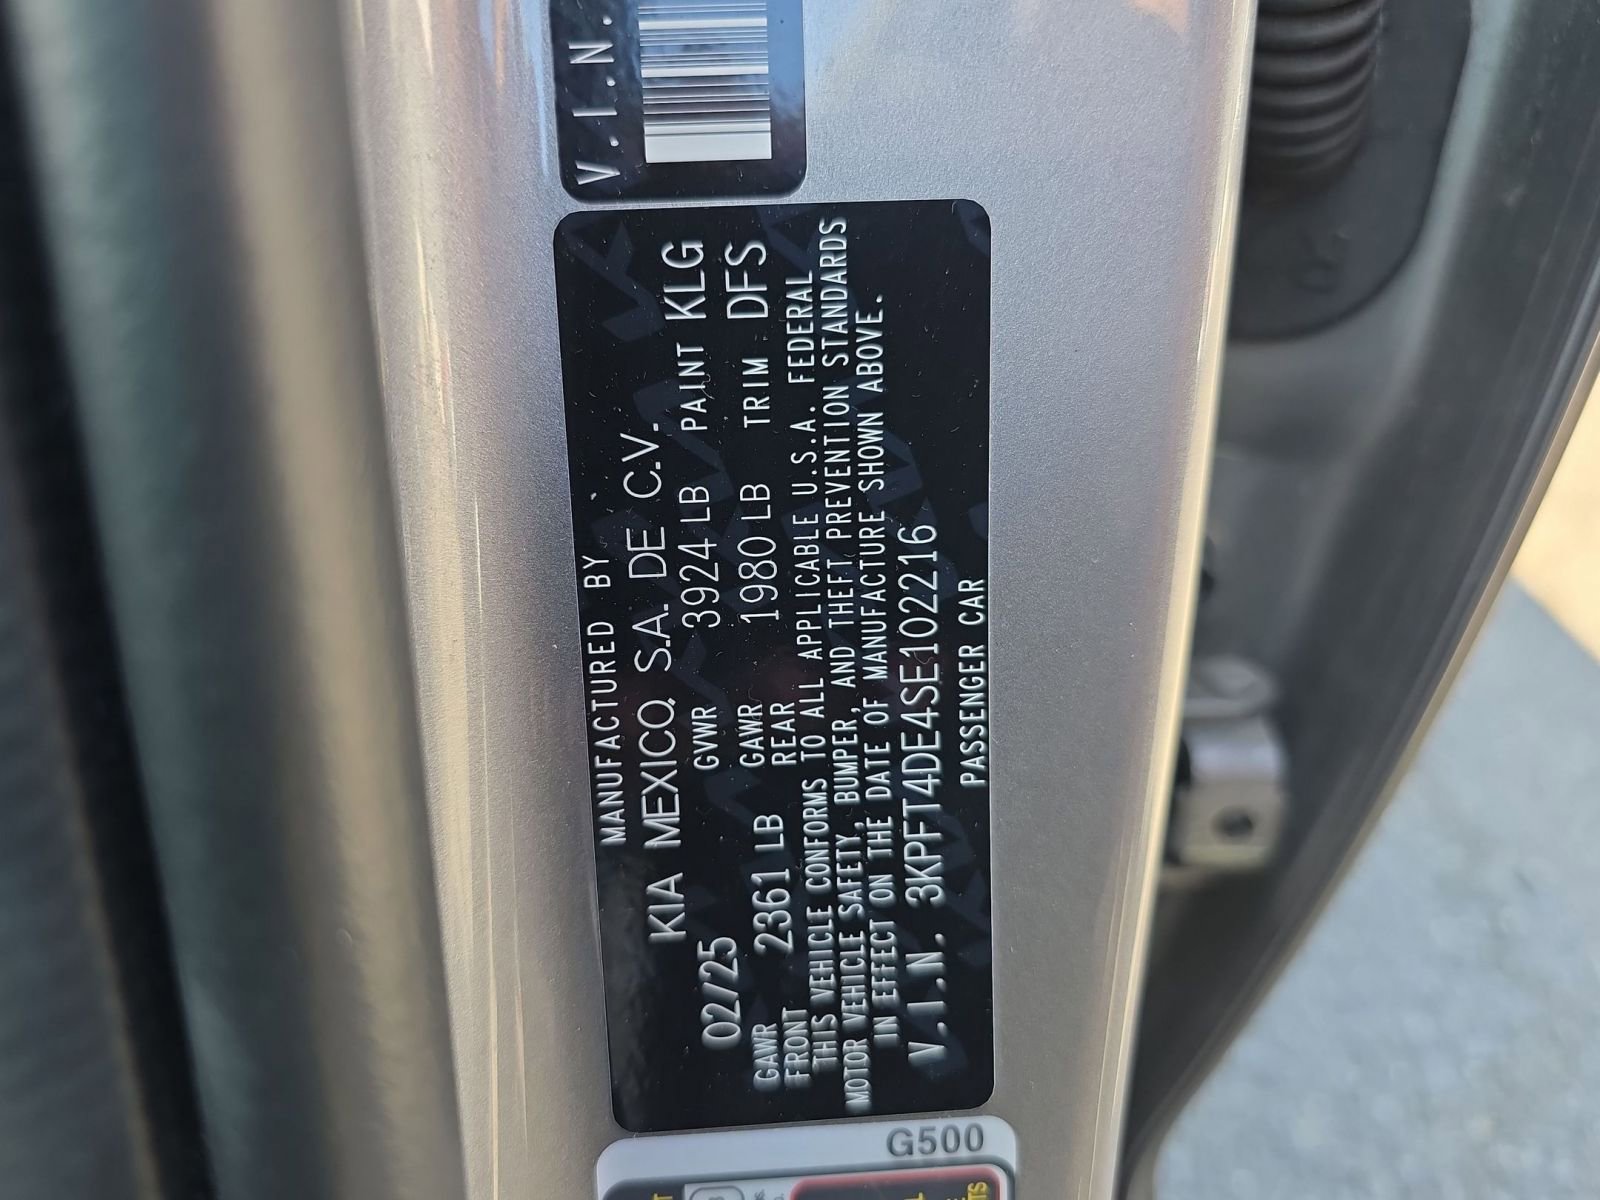 V.I.N.
MANUFACTURED BY
KIA MEXICO, S.A. DE C.V.
02/25 GVWR 3924 LB PAINT KLG
GAWR FRONT 2361 LB GAWR REAR 1980 LB TRIM DFS
THIS VEHICLE CONFORMS TO ALL APPLICABLE U.S.A. FEDERAL
MOTOR VEHICLE SAFETY, BUMPER, AND THEFT PREVENTION STANDARDS
IN EFFECT ON THE DATE OF MANUFACTURE SHOWN ABOVE.
V.I.N. 3KPFT4DE4SE102216
PASSENGER CAR
G500